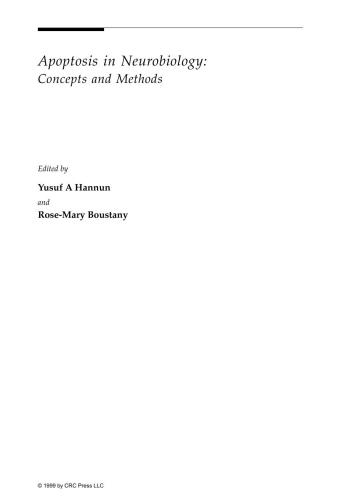 Apoptosis in Neurobiology:
Concepts and Methods
Edited by
Yusuf A Hannun
and
Rose-Mary Boustany
© 1999 by CRC Press LLC